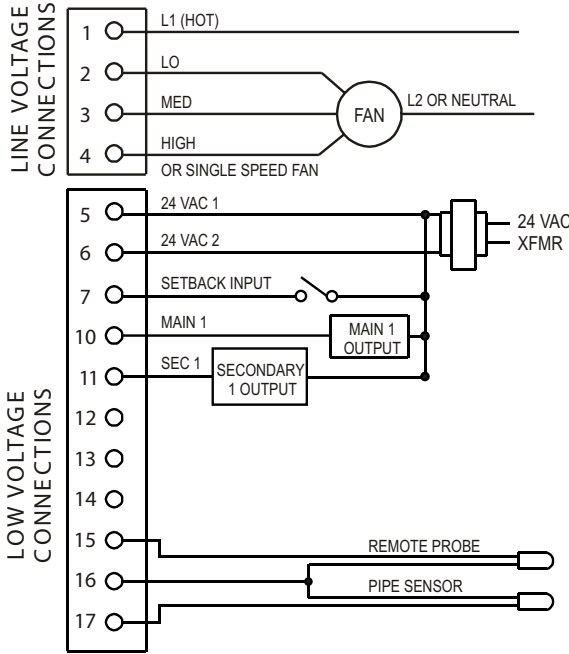 LINE VOLTAGE
CONNECTIONS
1 L1 (HOT)
2 LO
3 MED
4 HIGH
OR SINGLE SPEED FAN
FAN
L2 OR NEUTRAL
LOW VOLTAGE
CONNECTIONS
5 24 VAC 1
6 24 VAC 2
24 VAC
XFMR
7 SETBACK INPUT
10 MAIN 1
MAIN 1
OUTPUT
11 SEC 1
SECONDARY
1 OUTPUT
12
13
14
15
REMOTE PROBE
16
PIPE SENSOR
17